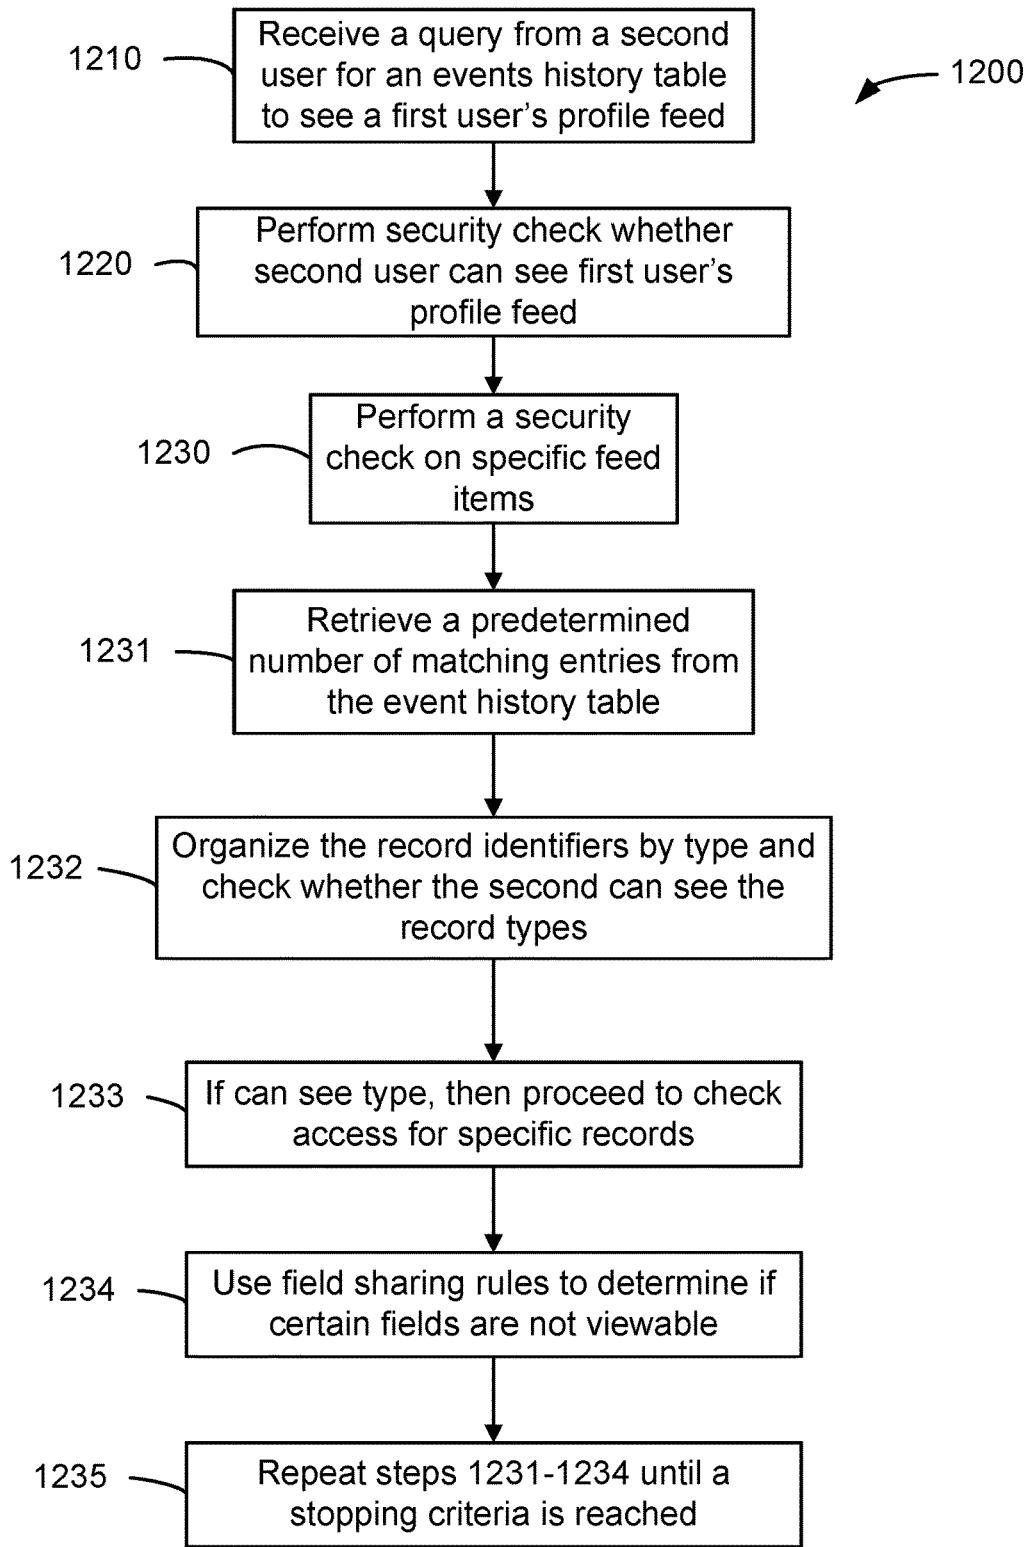 1200
1210
Receive a query from a second
user for an events history table
to see a first user's profile feed
1220
Perform security check whether
second user can see first user's
profile feed
1230
Perform a security
check on specific feed
items
1231
Retrieve a predetermined
number of matching entries from
the event history table
1232
Organize the record identifiers by type and
check whether the second can see the
record types
1233
If can see type, then proceed to check
access for specific records
1234
Use field sharing rules to determine if
certain fields are not viewable
1235
Repeat steps 1231-1234 until a
stopping criteria is reached